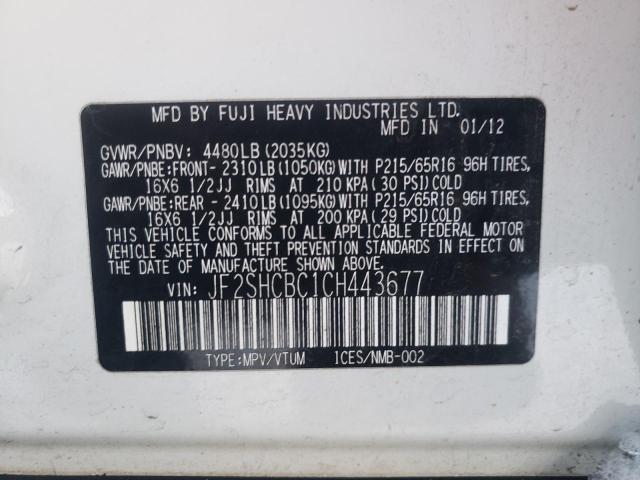 MFD BY FUJI HEAVY INDUSTRIES LTD.
MFD IN 01/12
GVWR/PNBV: 4480LB(2035KG)
GAWR/PNBE:FRONT- 2310LB(1050KG)WITH P215/65R16 96H TIRES,
16X6 1/2JJ RIMS AT 210 KPA(30 PSI)COLD
GAWR/PNBE:REAR - 2410LB(1095KG)WITH P215/65R16 96H TIRES,
16X6 1/2JJ RIMS AT 200 KPA(29 PSI)COLD
THIS VEHICLE CONFORMS TO ALL APPLICABLE FEDERAL MOTOR
VEHICLE SAFETY AND THEFT PREVENTION STANDARDS IN EFFECT ON
THE DATE OF MANUFACTURE SHOWN ABOVE.
VIN: JF2SHCBC1CH443677
TYPE:MPV/VTUM 1CES/NMB-002